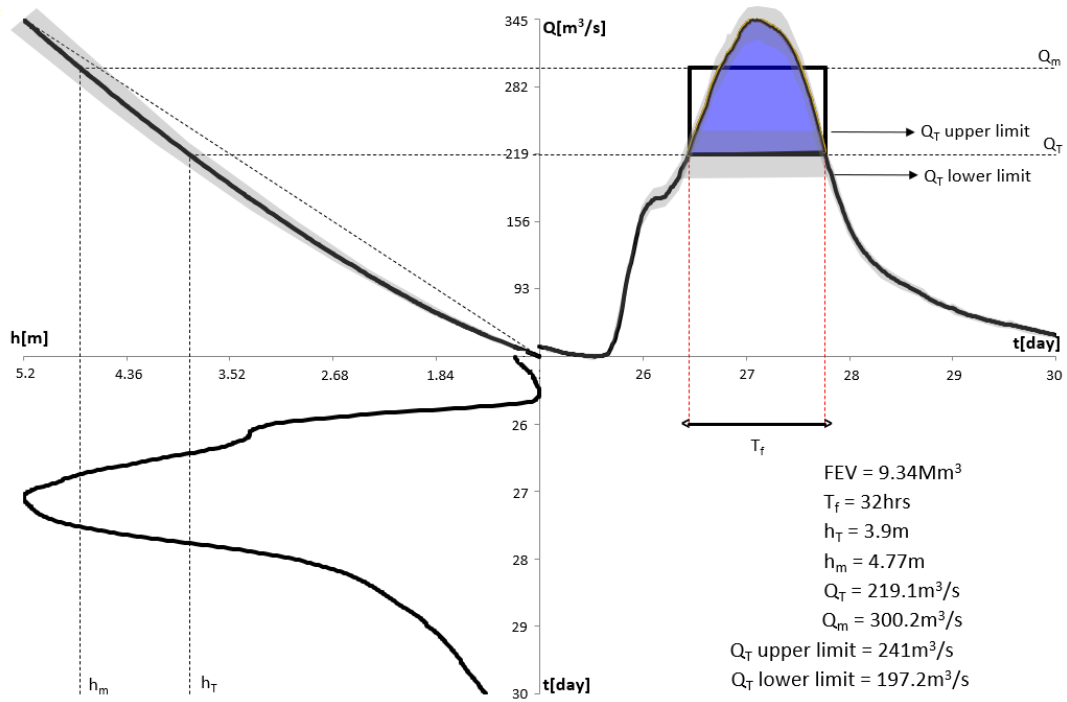 345
Q[m³/s]
Qm
282
QT upper limit
219
QT
QT lower limit
156
93
h[m]
t[day]
5.2 4.36 3.52 2.68 1.84
26 27 28 29 30
26
Tf
27
28
29
30
t[day]
hm
hT
FEV = 9.34Mm³
Tf = 32hrs
hT = 3.9m
hm = 4.77m
QT = 219.1m³/s
Qm = 300.2m³/s
QT upper limit = 241m³/s
QT lower limit = 197.2m³/s